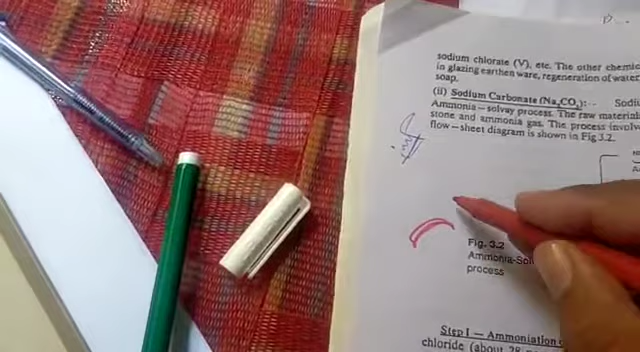 sodium chlorate (V), etc. The other chemic
in glazing earthen ware, regeneration of water
soap.
(ii) Sodium Carbonate (Na₂CO₃):-- Sodi
Ammonia—solvay process. The raw material
stone and ammonia gas. The process involv
flow—sheet diagram is shown in Fig 3.2.
Fig. 3.2
Ammonia-Sol
process
Step I — Ammoniation o
chloride (about 28